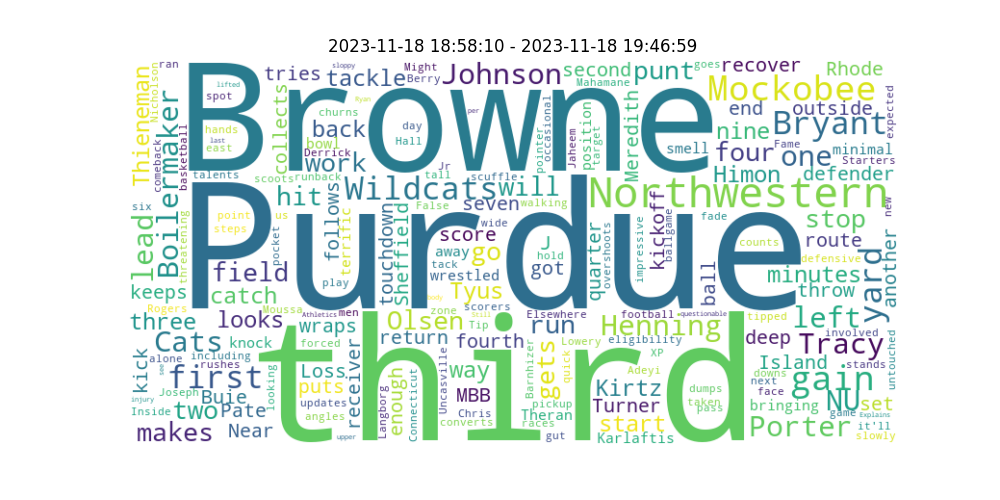 2023-11-18 18:58:10 - 2023-11-18 19:46:59
Browne
Purdue
third
Northwestern
Wildcats
Mockobee
Johnson
Bryant
tackle
tries
collects
second
punt
recover
Rhode
ran
Nicholson
Thieneman
comeback
basketball
spot
lifted
sloppy
Might
Berry
Mahamane
goes
end
outside
expected
nine
four
one
minimal
Starters
Fame
defender
Himon
smell
Meredith
position
target
Jaheem
occasional
pointer
per
Ryan
churns
back
bowl
Derrick
work
day
Hall
Jr
tall
scuffle
False
walking
hands
last
east
talents
scoots
runback
Boilermaker
six
threatening
hit
lead
will
seven
wide
score
away
go
tack
wrestled
Tyus
scorers
zone
J
hold
got
quarter
overshoots
impressive
kickoff
ballgame
ball
fade
stop
route
counts
defensive
minutes
throw
yard
another
new
point
steps
us
pocket
follows
terrific
touchdown
Sheffield
play
field
looks
catch
keeps
Rogers
Moussa
Athletics
men
Still
body
Elsewhere
football
questionable
tipped
left
three
Cats
knock
wraps
forced
Olsen
Tip
return
fourth
run
Henning
eligibility
Lowery
XP
deep
Tracy
involved
stands
untouched
kick
alone
including
rushes
see
first
looking
Loss
puts
receiver
enough
way
gets
quick
Barnhizer
Adeyi
Island
downs
gain
next
face
bringing
NU
set
game
Explains
it'll
slowly
injury
Joseph
Buie
Inside
two
Pate
updates
angles
Langborg
Connecticut
Uncasville
MBB
Chris
converts
pickup
Theran
races
Kirtz
Turner
start
Karlaftis
dumps
taken
pass
Porter
makes
Near
upper
gut